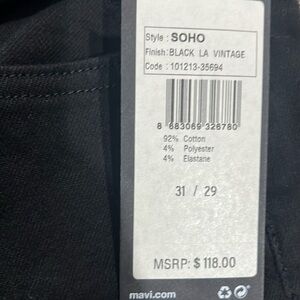 Style : SOHO
Finish: BLACK LA VINTAGE
Code : 101213-35694
8 683069 326780
92% Cotton
4% Polyester
4% Elastane
31 / 29
MSRP: $ 118.00
mavi.com